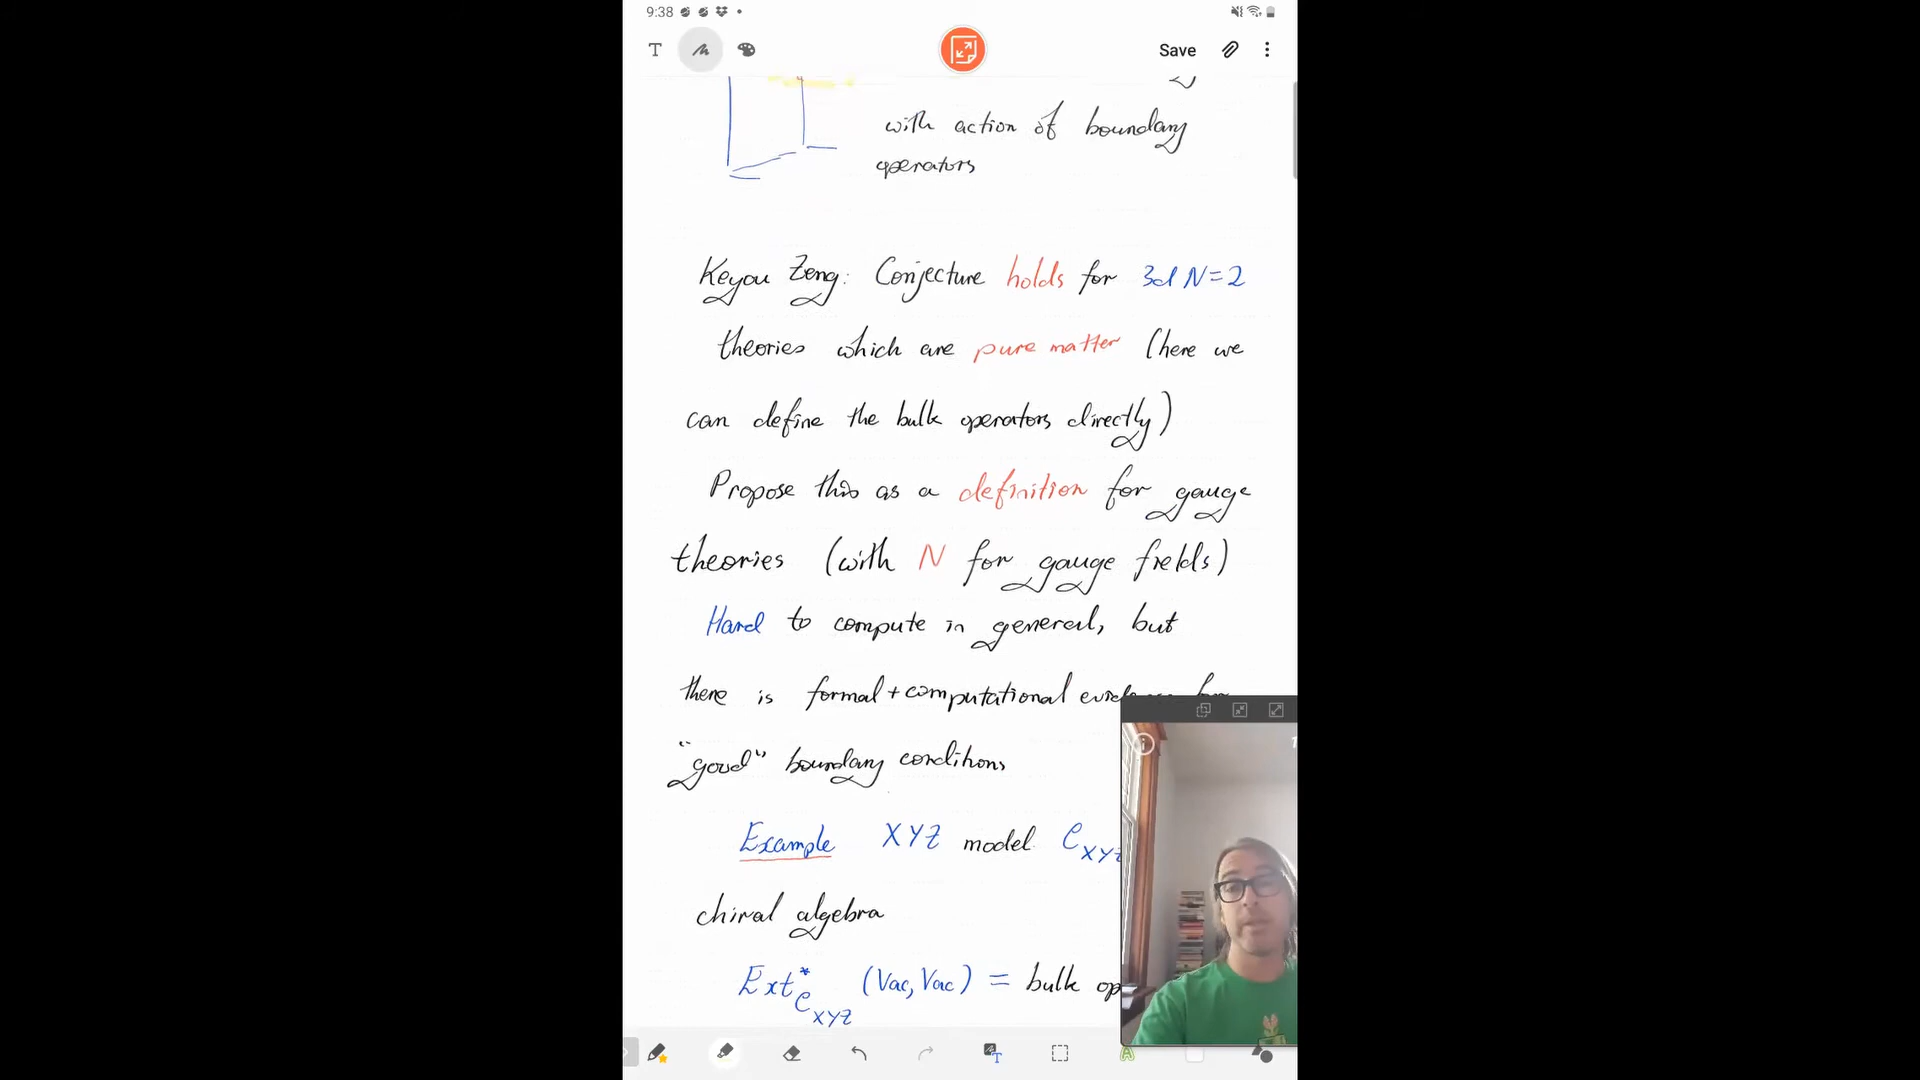 9:38
T
Save
with action of boundary
operators
Keyou Zeng: Conjecture holds for 3d N=2
theories which are pure matter (here we
can define the bulk operators directly)
Propose this as a definition for gauge
theories (with N for gauge fields)
Hard to compute in general, but
there is formal + computational
"good" boundary conditions
Example XYZ model C_XYZ
chiral algebra
Ext*_{C_XYZ} (Vac, Vac) = bulk op